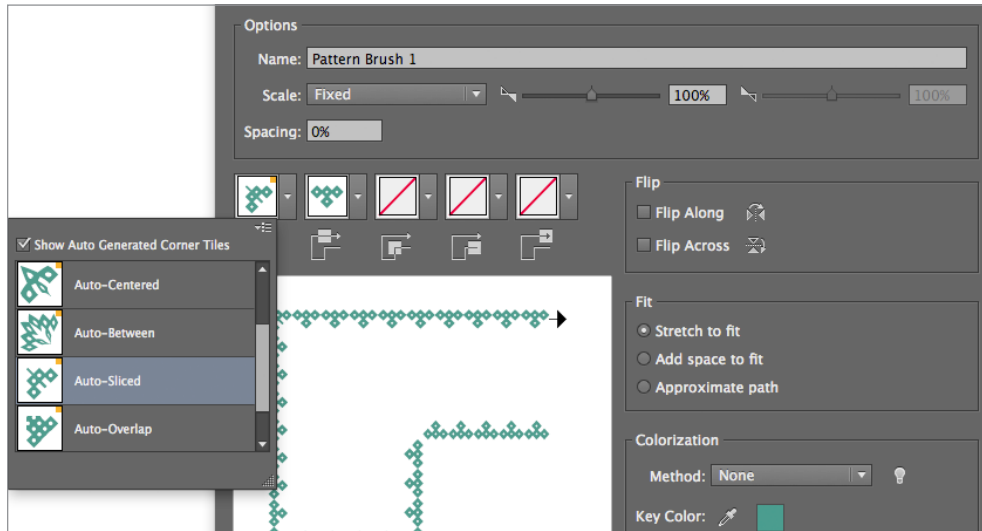 Options
Name: Pattern Brush 1
Scale: Fixed 100% 100%
Spacing: 0%
Flip
Flip Along
Flip Across
Show Auto Generated Corner Tiles
Auto-Centered
Auto-Between
Auto-Sliced
Auto-Overlap
Fit
Stretch to fit
Add space to fit
Approximate path
Colorization
Method: None
Key Color: